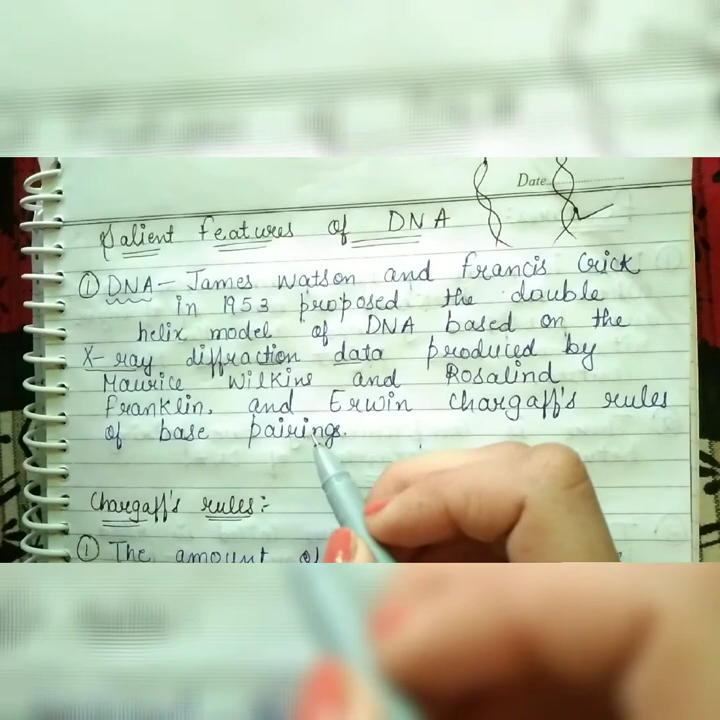 Date
Salient features of DNA
① DNA - James Watson and Francis Crick
in 1953 proposed the double
helix model of DNA based on the
X-ray diffraction data produced by
Maurice Wilkins and Rosalind
Franklin, and Erwin Chargaff's rules
of base pairings.
Chargaff's rules:-
① The amount of